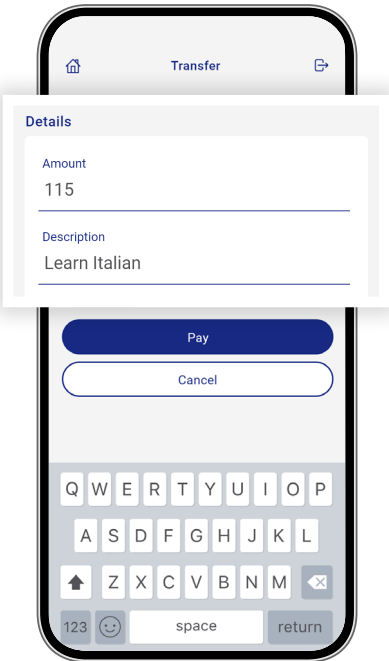 Transfer
Details
Amount
115
Description
Learn Italian
Pay
Cancel
Q W E R T Y U I O P
A S D F G H J K L
Z X C V B N M
123 space return